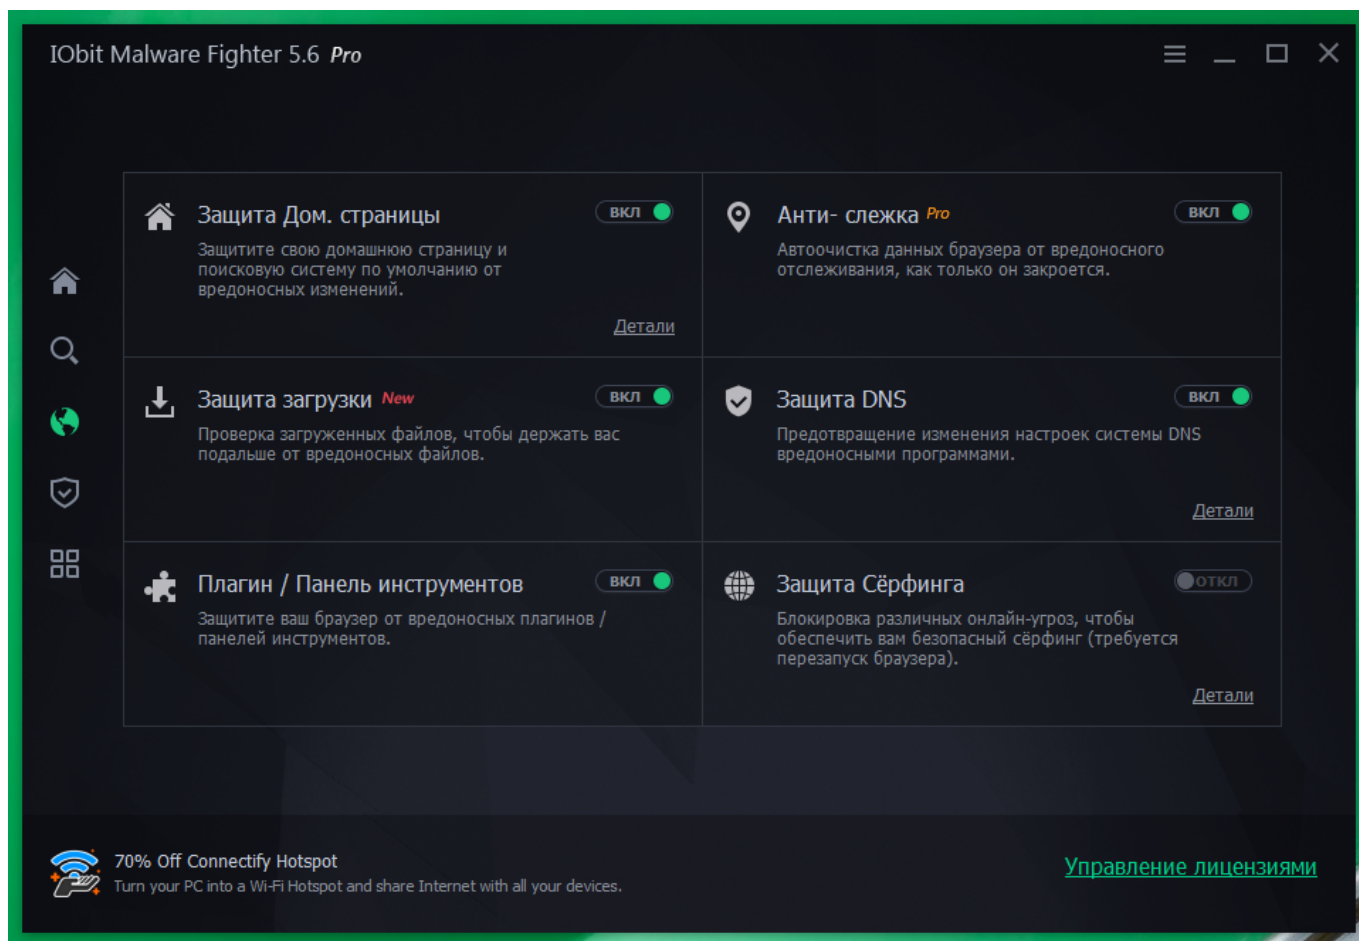 IObit Malware Fighter 5.6 Pro
Защита Дом. страницы
ВКЛ
Защитите свою домашнюю страницу и
поисковую систему по умолчанию от
вредоносных изменений.
Детали
Анти- слежка Pro
ВКЛ
Автоочистка данных браузера от вредоносного
отслеживания, как только он закроется.
Защита загрузки New
ВКЛ
Проверка загруженных файлов, чтобы держать вас
подальше от вредоносных файлов.
Защита DNS
ВКЛ
Предотвращение изменения настроек системы DNS
вредоносными программами.
Детали
Плагин / Панель инструментов
ВКЛ
Защитите ваш браузер от вредоносных плагинов /
панелей инструментов.
Защита Сёрфинга
ОТКЛ
Блокировка различных онлайн-угроз, чтобы
обеспечить вам безопасный сёрфинг (требуется
перезапуск браузера).
Детали
70% Off Connectify Hotspot
Turn your PC into a Wi-Fi Hotspot and share Internet with all your devices.
Управление лицензиями